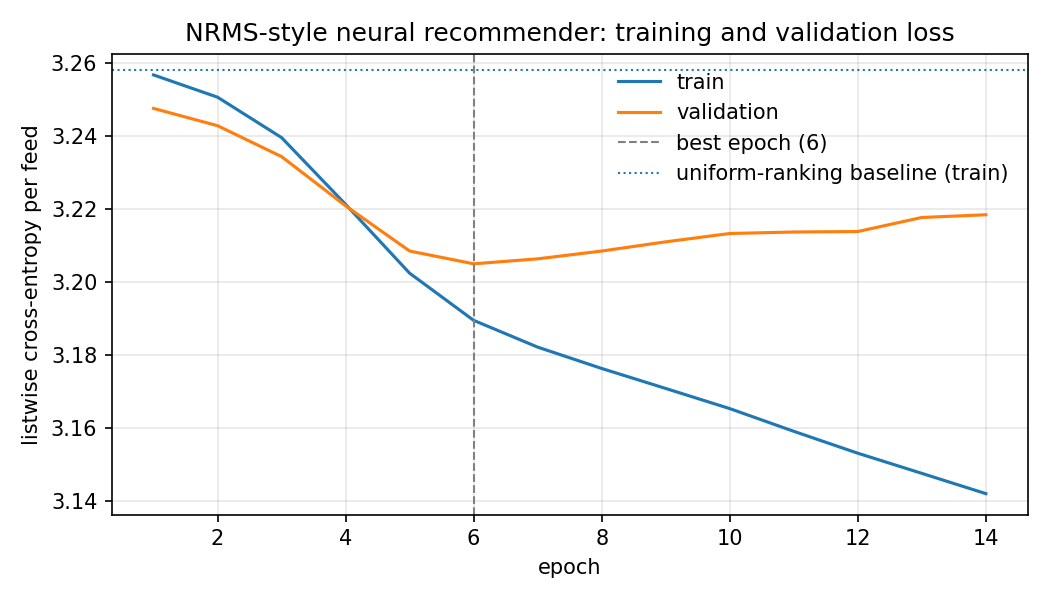 NRMS-style neural recommender: training and validation loss
listwise cross-entropy per feed
3.26
3.24
3.22
3.20
3.18
3.16
3.14
train
validation
best epoch (6)
uniform-ranking baseline (train)
2
4
6
8
10
12
14
epoch